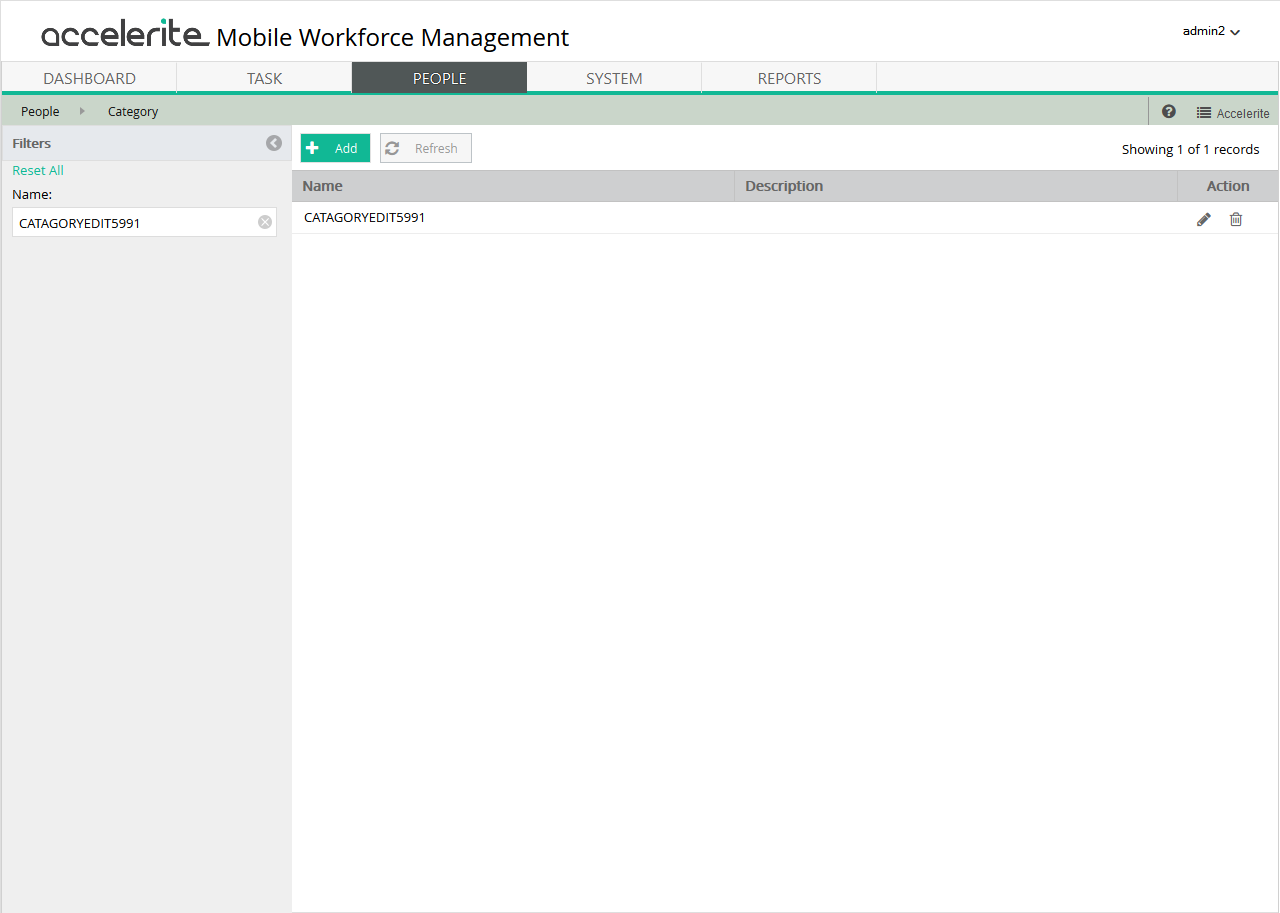 accelerite Mobile Workforce Management
admin2
DASHBOARD TASK PEOPLE SYSTEM REPORTS
People Category
Accelerite
Filters
Reset All
Name:
CATAGORYEDIT5991
Add Refresh
Showing 1 of 1 records
Name Description Action
CATAGORYEDIT5991